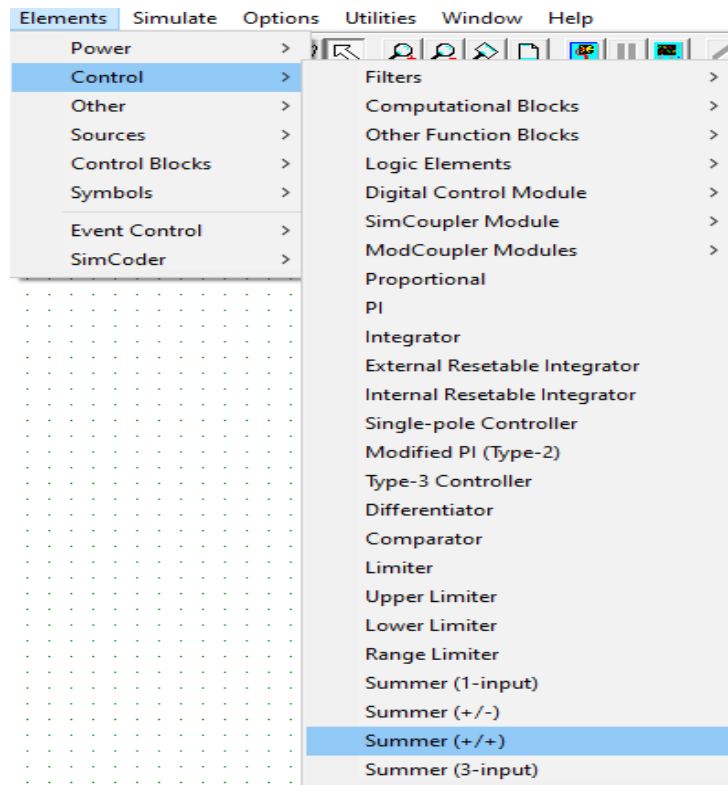 Elements Simulate Options Utilities Window Help
Power >
Control >
Other >
Sources >
Control Blocks >
Symbols >
Event Control >
SimCoder >
Filters >
Computational Blocks >
Other Function Blocks >
Logic Elements >
Digital Control Module >
SimCoupler Module >
ModCoupler Modules >
Proportional
PI
Integrator
External Resetable Integrator
Internal Resetable Integrator
Single-pole Controller
Modified PI (Type-2)
Type-3 Controller
Differentiator
Comparator
Limiter
Upper Limiter
Lower Limiter
Range Limiter
Summer (1-input)
Summer (+/-)
Summer (+/+)
Summer (3-input)